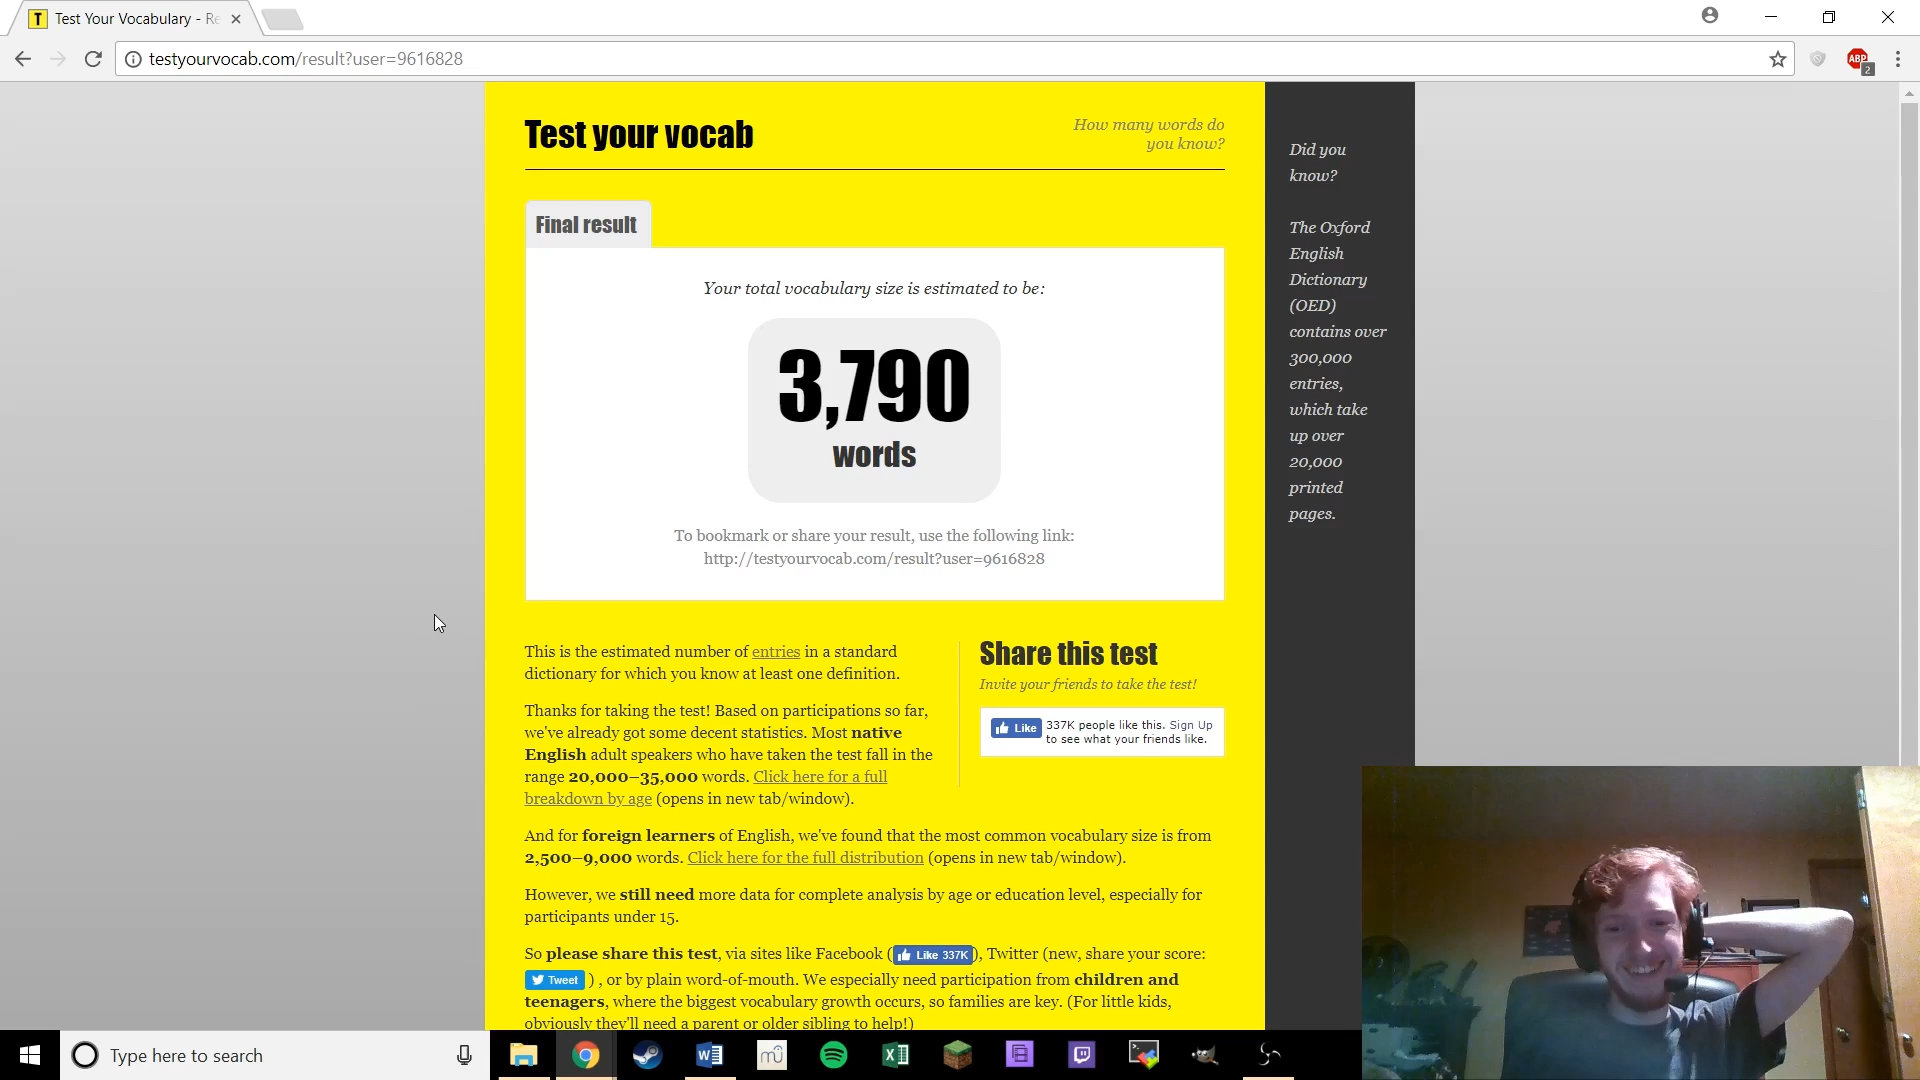 Test Your Vocabulary - Re
testyourvocab.com/result?user=9616828
ABP
2
Test your vocab
How many words do
you know?
Final result
Your total vocabulary size is estimated to be:
3,790
words
To bookmark or share your result, use the following link:
http://testyourvocab.com/result?user=9616828
This is the estimated number of entries in a standard
dictionary for which you know at least one definition.
Thanks for taking the test! Based on participations so far,
we've already got some decent statistics. Most native
English adult speakers who have taken the test fall in the
range 20,000–35,000 words. Click here for a full
breakdown by age (opens in new tab/window).
Share this test
Invite your friends to take the test!
Like 337K people like this. Sign Up
to see what your friends like.
And for foreign learners of English, we've found that the most common vocabulary size is from
2,500–9,000 words. Click here for the full distribution (opens in new tab/window).
However, we still need more data for complete analysis by age or education level, especially for
participants under 15.
So please share this test, via sites like Facebook ( Like 337K ), Twitter (new, share your score:
Tweet ) , or by plain word-of-mouth. We especially need participation from children and
teenagers, where the biggest vocabulary growth occurs, so families are key. (For little kids,
obviously they'll need a parent or older sibling to help!)
Did you
know?
The Oxford
English
Dictionary
(OED)
contains over
300,000
entries,
which take
up over
20,000
printed
pages.
Type here to search